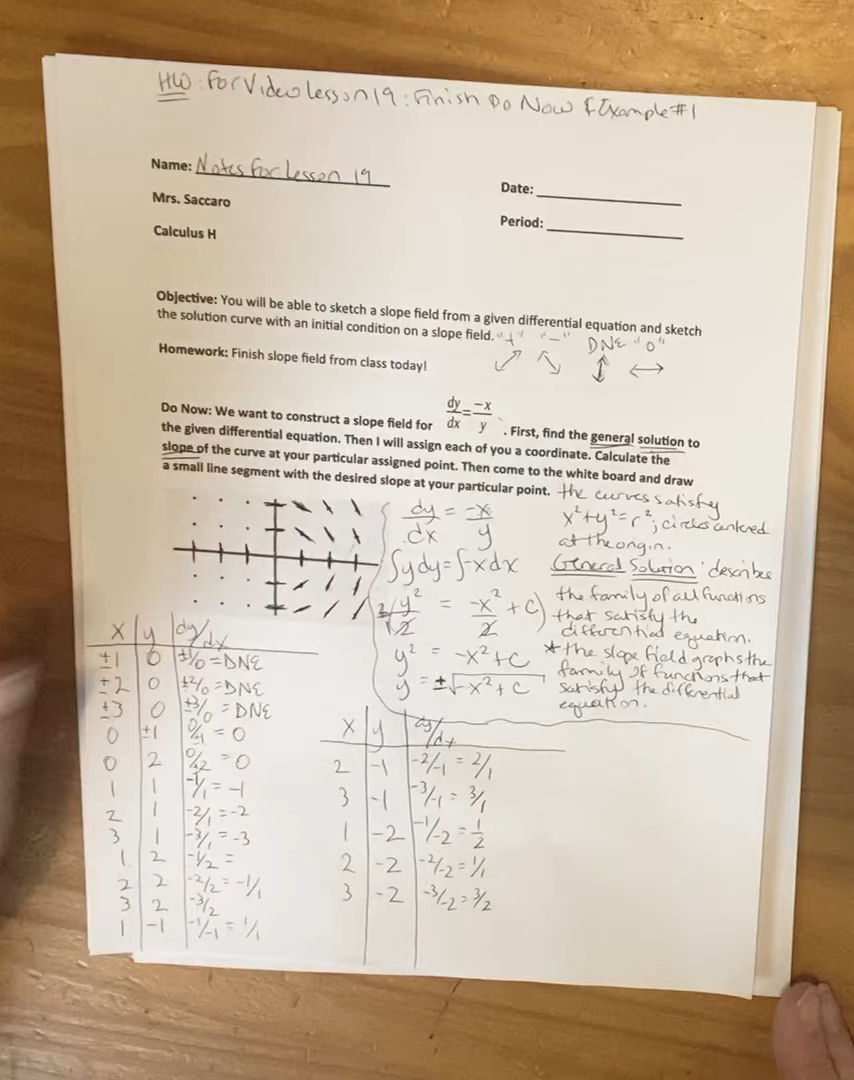 HW: For Video Lesson 19: Finish Do Now & Example #1
Name: Notes for Lesson 19
Date:
Mrs. Saccaro
Period:
Calculus H
Objective: You will be able to sketch a slope field from a given differential equation and sketch
the solution curve with an initial condition on a slope field.
"+" "-" DNE "0"
Homework: Finish slope field from class today!
Do Now: We want to construct a slope field for dy/dx = -x/y . First, find the general solution to
the given differential equation. Then I will assign each of you a coordinate. Calculate the
slope of the curve at your particular assigned point. Then come to the white board and draw
a small line segment with the desired slope at your particular point.
dy/dx = -x/y
∫y dy = ∫-x dx
2(y²/2 = -x²/2 + C)
y² = -x² + C
y = ±√-x² + C
the curves satisfy
x² + y² = r²; circles centered
at the origin.
General Solution: describes
the family of all functions
that satisfy the
differential equation.
* the slope field graphs the
family of functions that
satisfy the differential
equation.
x y dy/dx
±1 0 ±1/0 = DNE
±2 0 ±2/0 = DNE
±3 0 ±3/0 = DNE
0 ±1 0/1 = 0
0 2 0/2 = 0
1 1 -1/1 = -1
2 1 -2/1 = -2
3 1 -3/1 = -3
1 2 -1/2 =
2 2 -2/2 = -1/1
3 2 -3/2
1 -1 -1/-1 = 1/1
x y dy/dx
2 -1 -2/-1 = 2/1
3 -1 -3/-1 = 3/1
1 -2 -1/-2 = 1/2
2 -2 -2/-2 = 1/1
3 -2 -3/-2 = 3/2